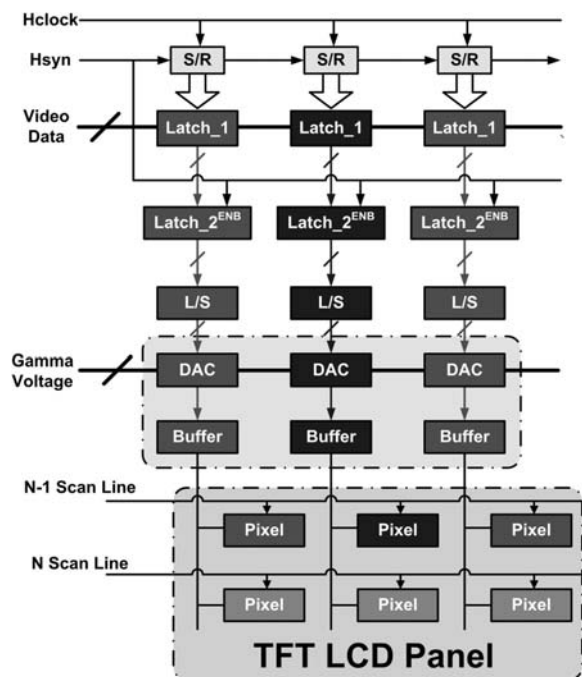 Hclock
Hsyn
S/R S/R S/R
Video
Data
Latch_1 Latch_1 Latch_1
Latch_2ENB Latch_2ENB Latch_2ENB
L/S L/S L/S
Gamma
Voltage
DAC DAC DAC
Buffer Buffer Buffer
N-1 Scan Line
Pixel Pixel Pixel
N Scan Line
Pixel Pixel Pixel
TFT LCD Panel